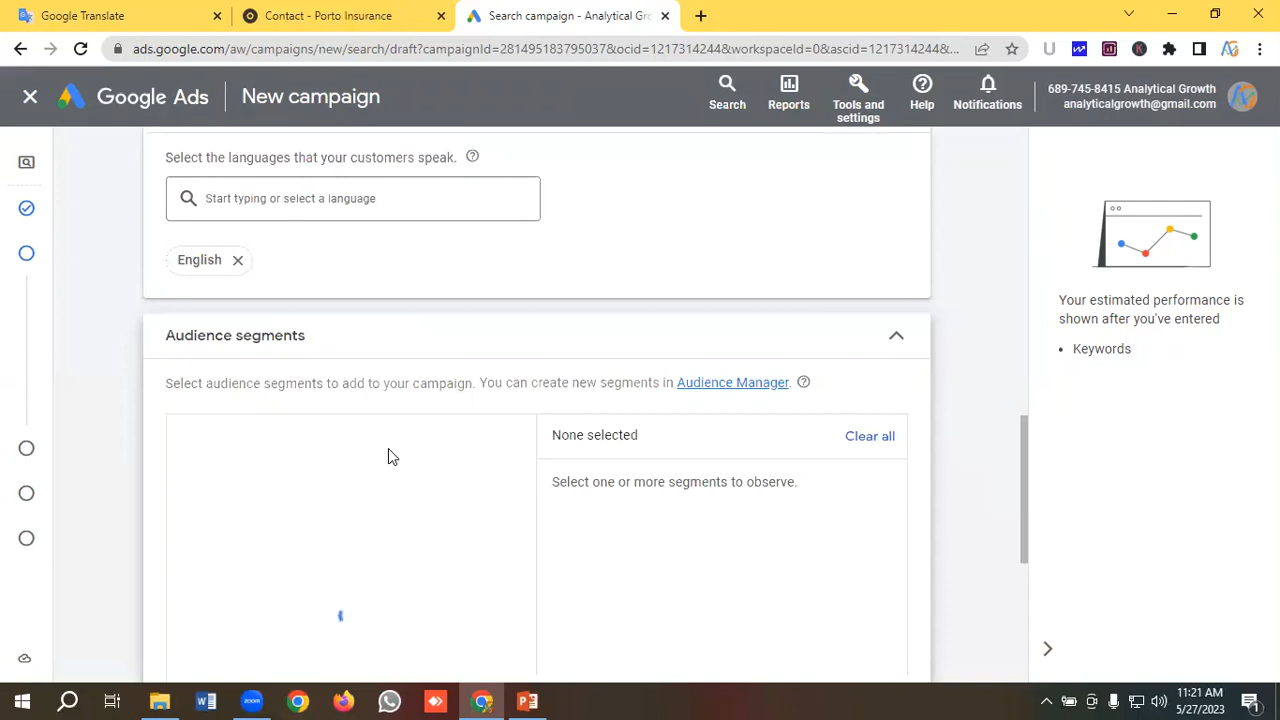 Google Translate
Contact - Porto Insurance
Search campaign - Analytical Gro
ads.google.com/aw/campaigns/new/search/draft?campaignId=281495183795037&ocid=1217314244&workspaceId=0&ascid=1217314244&...
Google Ads
New campaign
Search
Reports
Tools and
settings
Help
Notifications
689-745-8415 Analytical Growth
analyticalgrowth@gmail.com
Select the languages that your customers speak.
Start typing or select a language
English
Audience segments
Select audience segments to add to your campaign. You can create new segments in Audience Manager.
None selected
Clear all
Select one or more segments to observe.
Your estimated performance is
shown after you've entered
• Keywords
11:21 AM
5/27/2023